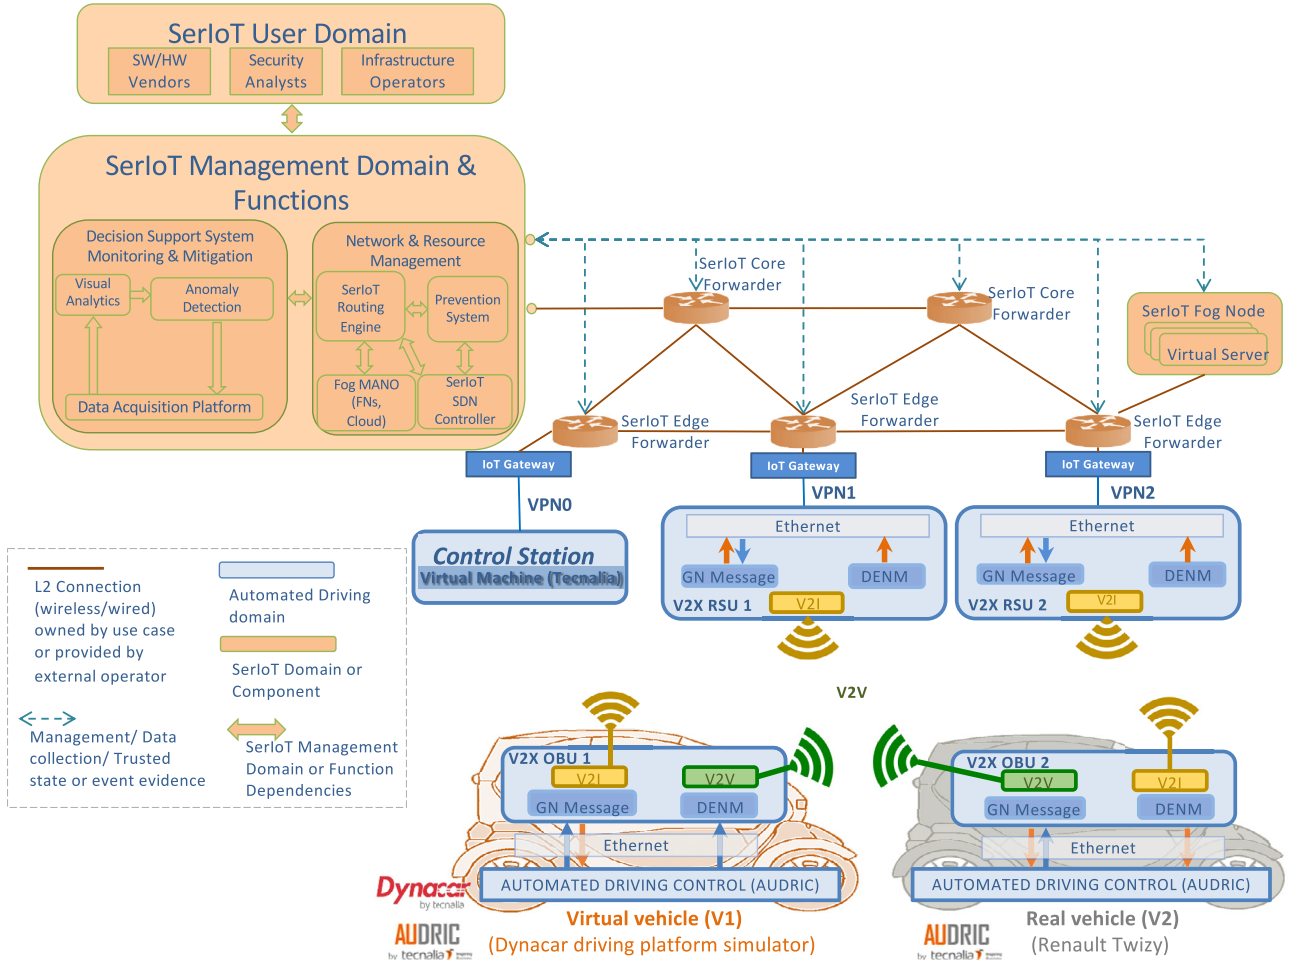 SerIoT User Domain
SW/HW
Vendors
Security
Analysts
Infrastructure
Operators
SerIoT Management Domain &
Functions
Decision Support System
Monitoring & Mitigation
Visual
Analytics
Anomaly
Detection
Data Acquisition Platform
Network & Resource
Management
SerIoT
Routing
Engine
Prevention
System
Fog MANO
(FNs,
Cloud)
SerIoT
SDN
Controller
SerIoT Core
Forwarder
SerIoT Core
Forwarder
SerIoT Fog Node
Virtual Server
SerIoT Edge
Forwarder
SerIoT Edge
Forwarder
SerIoT Edge
Forwarder
IoT Gateway
IoT Gateway
IoT Gateway
VPN0
VPN1
VPN2
Control Station
Virtual Machine (Tecnalia)
Ethernet
GN Message
DENM
V2X RSU 1
V2I
Ethernet
GN Message
DENM
V2X RSU 2
V2I
L2 Connection
(wireless/wired)
owned by use case
or provided by
external operator
Automated Driving
domain
SerIoT Domain or
Component
Management/ Data
collection/ Trusted
state or event evidence
SerIoT Management
Domain or Function
Dependencies
V2V
V2X OBU 1
V2I
V2V
GN Message
DENM
Ethernet
AUTOMATED DRIVING CONTROL (AUDRIC)
Dynacar
by tecnalia
AUDRIC
by tecnalia
Virtual vehicle (V1)
(Dynacar driving platform simulator)
V2X OBU 2
V2V
V2I
GN Message
DENM
Ethernet
AUTOMATED DRIVING CONTROL (AUDRIC)
AUDRIC
by tecnalia
Real vehicle (V2)
(Renault Twizy)